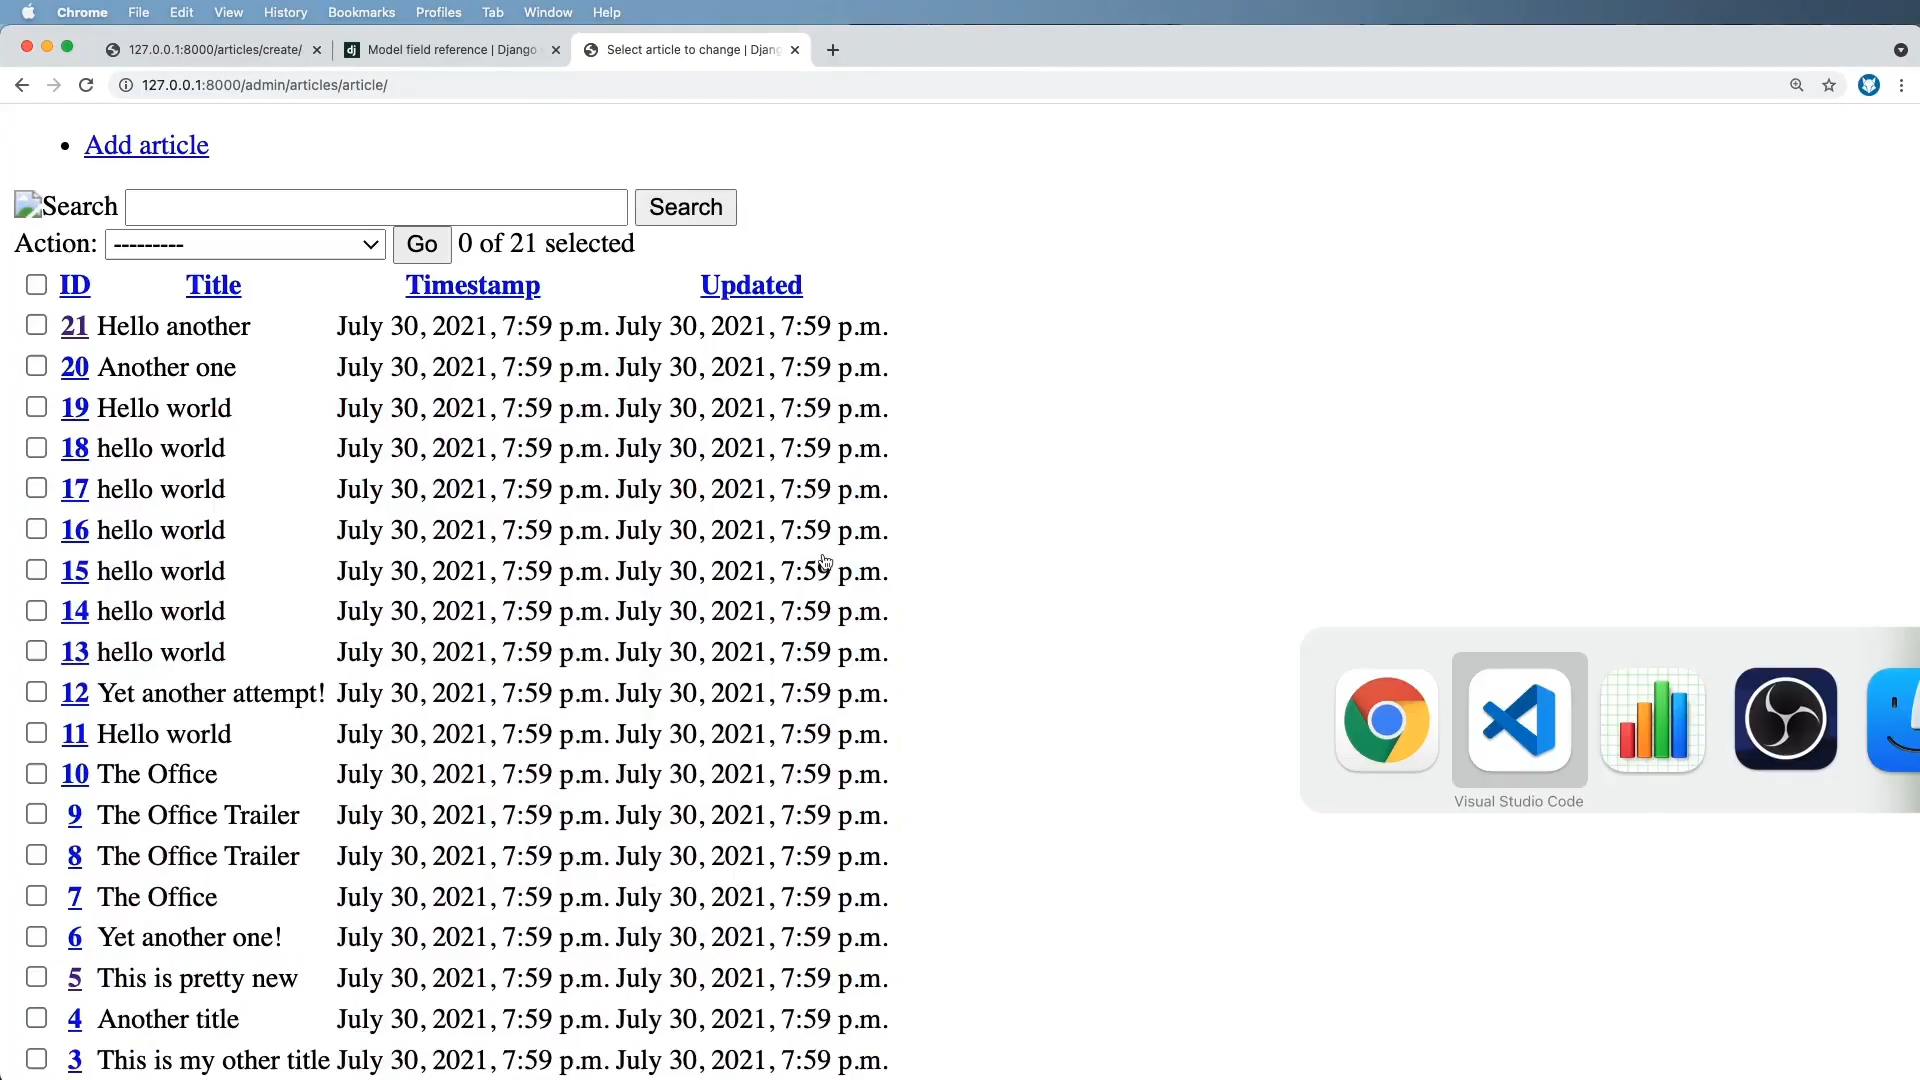 Chrome File Edit View History Bookmarks Profiles Tab Window Help
127.0.0.1:8000/articles/create/ Model field reference | Django Select article to change | Djang
127.0.0.1:8000/admin/articles/article/
Add article
Search Search
Action: --------- Go 0 of 21 selected
ID Title Timestamp Updated
21 Hello another July 30, 2021, 7:59 p.m. July 30, 2021, 7:59 p.m.
20 Another one July 30, 2021, 7:59 p.m. July 30, 2021, 7:59 p.m.
19 Hello world July 30, 2021, 7:59 p.m. July 30, 2021, 7:59 p.m.
18 hello world July 30, 2021, 7:59 p.m. July 30, 2021, 7:59 p.m.
17 hello world July 30, 2021, 7:59 p.m. July 30, 2021, 7:59 p.m.
16 hello world July 30, 2021, 7:59 p.m. July 30, 2021, 7:59 p.m.
15 hello world July 30, 2021, 7:59 p.m. July 30, 2021, 7:59 p.m.
14 hello world July 30, 2021, 7:59 p.m. July 30, 2021, 7:59 p.m.
13 hello world July 30, 2021, 7:59 p.m. July 30, 2021, 7:59 p.m.
12 Yet another attempt! July 30, 2021, 7:59 p.m. July 30, 2021, 7:59 p.m.
11 Hello world July 30, 2021, 7:59 p.m. July 30, 2021, 7:59 p.m.
10 The Office July 30, 2021, 7:59 p.m. July 30, 2021, 7:59 p.m.
9 The Office Trailer July 30, 2021, 7:59 p.m. July 30, 2021, 7:59 p.m.
8 The Office Trailer July 30, 2021, 7:59 p.m. July 30, 2021, 7:59 p.m.
7 The Office July 30, 2021, 7:59 p.m. July 30, 2021, 7:59 p.m.
6 Yet another one! July 30, 2021, 7:59 p.m. July 30, 2021, 7:59 p.m.
5 This is pretty new July 30, 2021, 7:59 p.m. July 30, 2021, 7:59 p.m.
4 Another title July 30, 2021, 7:59 p.m. July 30, 2021, 7:59 p.m.
3 This is my other title July 30, 2021, 7:59 p.m. July 30, 2021, 7:59 p.m.
Visual Studio Code